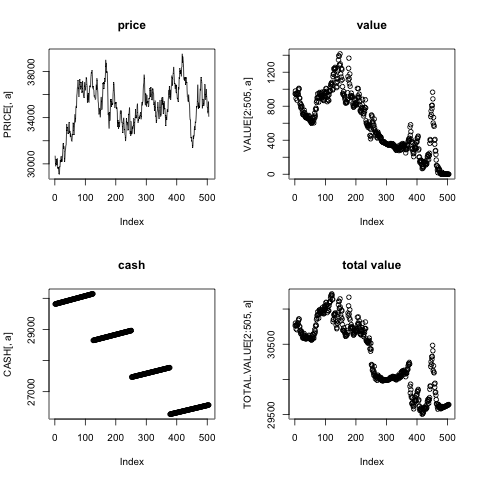 price
PRICE[, a]
30000 34000 38000
0 100 200 300 400 500
Index
value
VALUE[2:505, a]
0 400 800 1200
0 100 200 300 400 500
Index
cash
CASH[, a]
27000 29000
0 100 200 300 400 500
Index
total value
TOTAL.VALUE[2:505, a]
29500 30500
0 100 200 300 400 500
Index